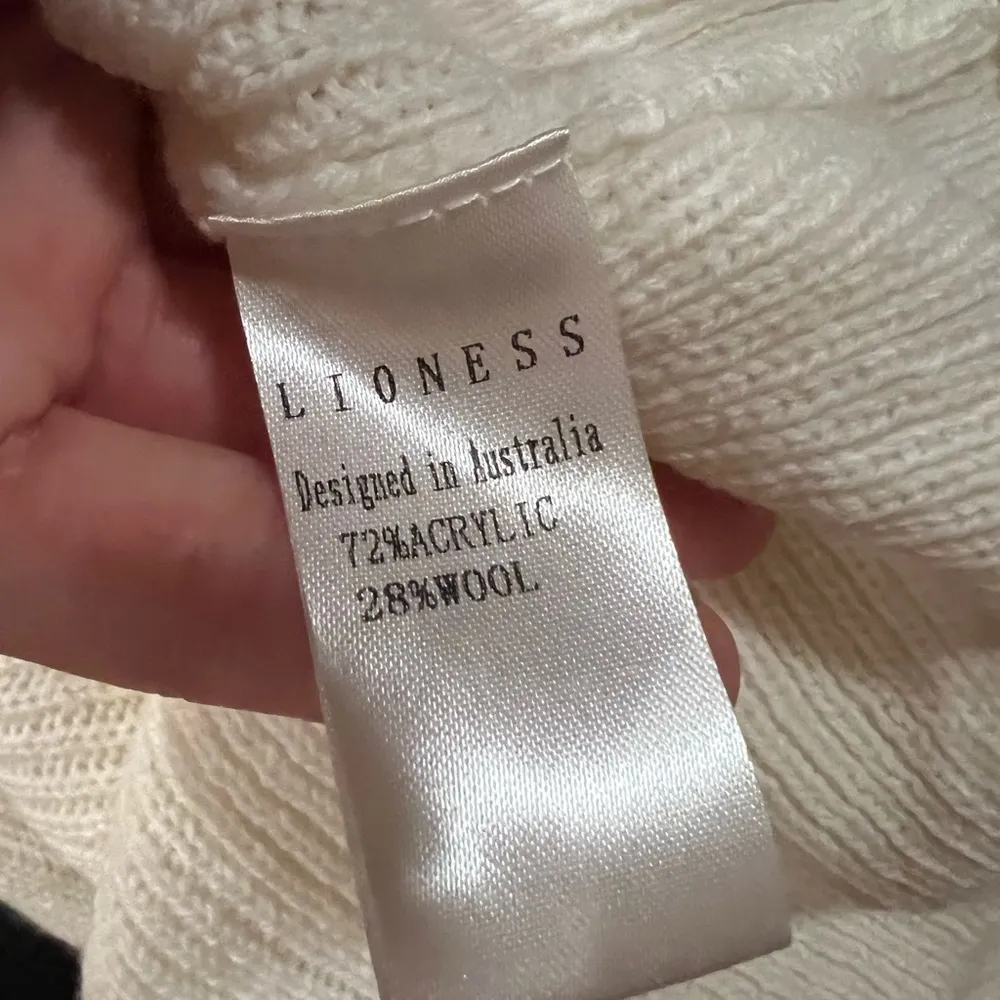 LIONESS
Designed in Australia
72%ACRYLIC
28%WOOL